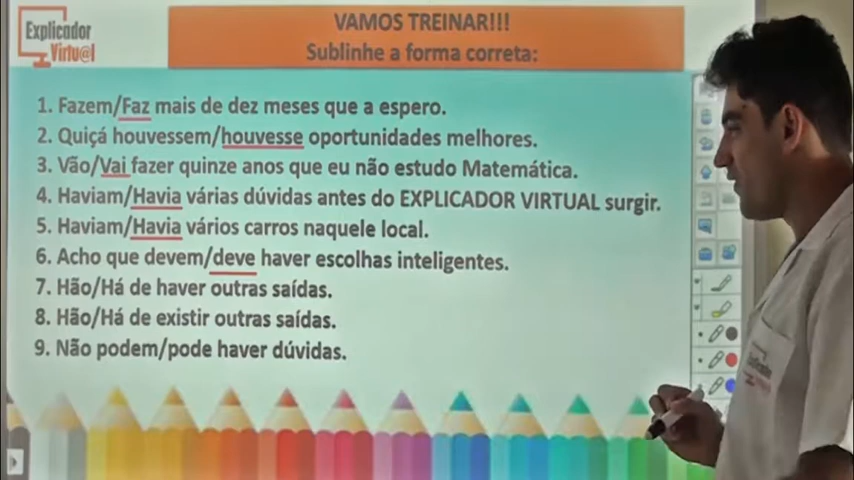 Explicador
Virtu@l
VAMOS TREINAR!!!
Sublinhe a forma correta:
1. Fazem/Faz mais de dez meses que a espero.
2. Quiçá houvessem/houvesse oportunidades melhores.
3. Vão/Vai fazer quinze anos que eu não estudo Matemática.
4. Haviam/Havia várias dúvidas antes do EXPLICADOR VIRTUAL surgir.
5. Haviam/Havia vários carros naquele local.
6. Acho que devem/deve haver escolhas inteligentes.
7. Hão/Há de haver outras saídas.
8. Hão/Há de existir outras saídas.
9. Não podem/pode haver dúvidas.